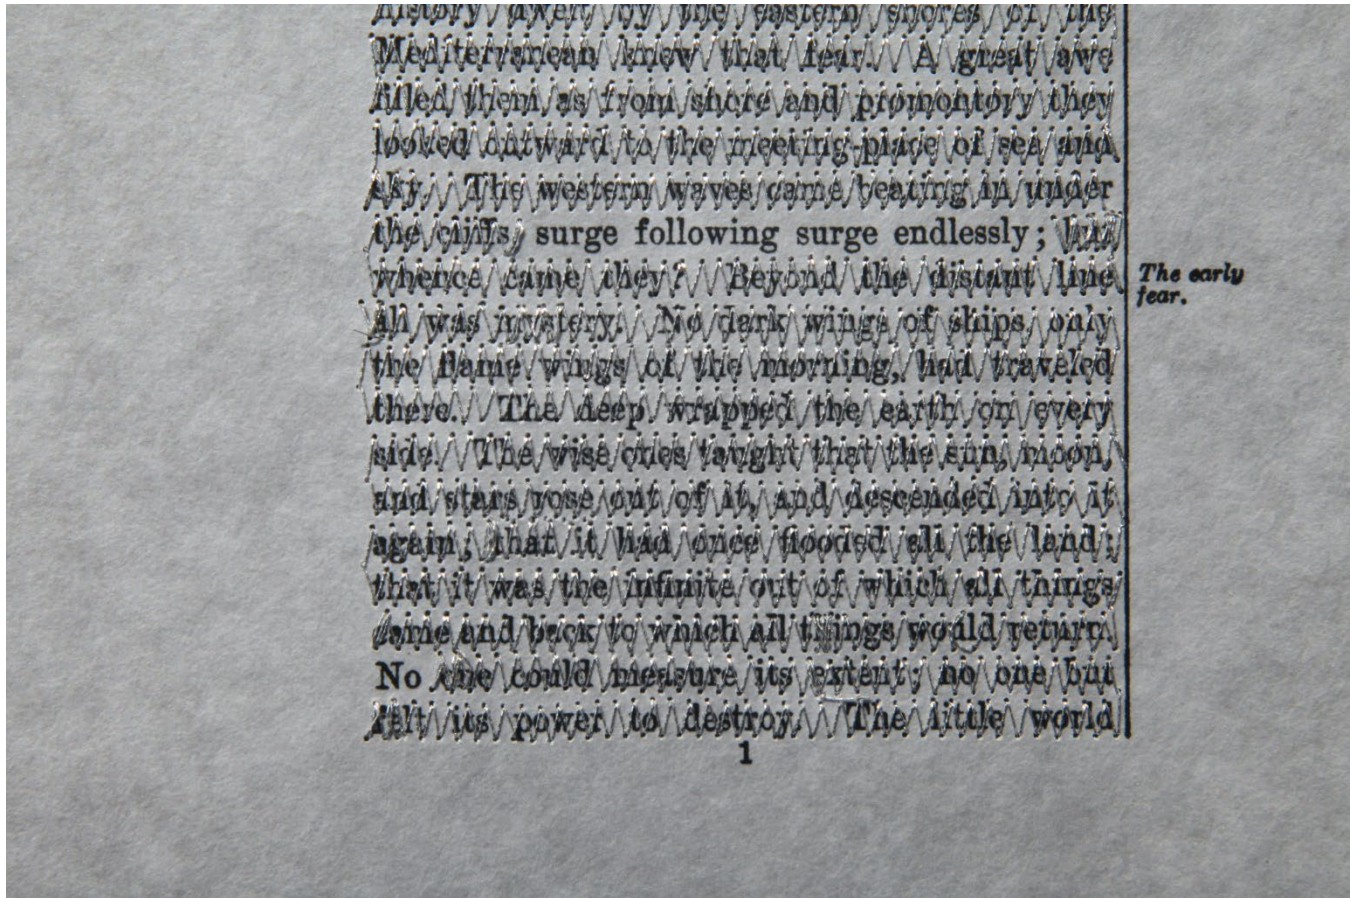 history dwelt by the eastern shores of the
Mediterranean knew that fear. A great awe
filled them as from shore and promontory they
looked outward to the meeting-place of sea and
sky. The western waves came beating in under
the cliffs, surge following surge endlessly; but
whence came they? Beyond the distant line
The early
fear.
all was mystery. No dark wings of ships, only
the flame wings of the morning, had traveled
there. The deep wrapped the earth on every
side. The wise ones taught that the sun, moon,
and stars rose out of it, and descended into it
again; that it had once flooded all the land;
that it was the infinite out of which all things
came and back to which all things would return.
No one could measure its extent; no one but
felt its power to destroy. The little world
1